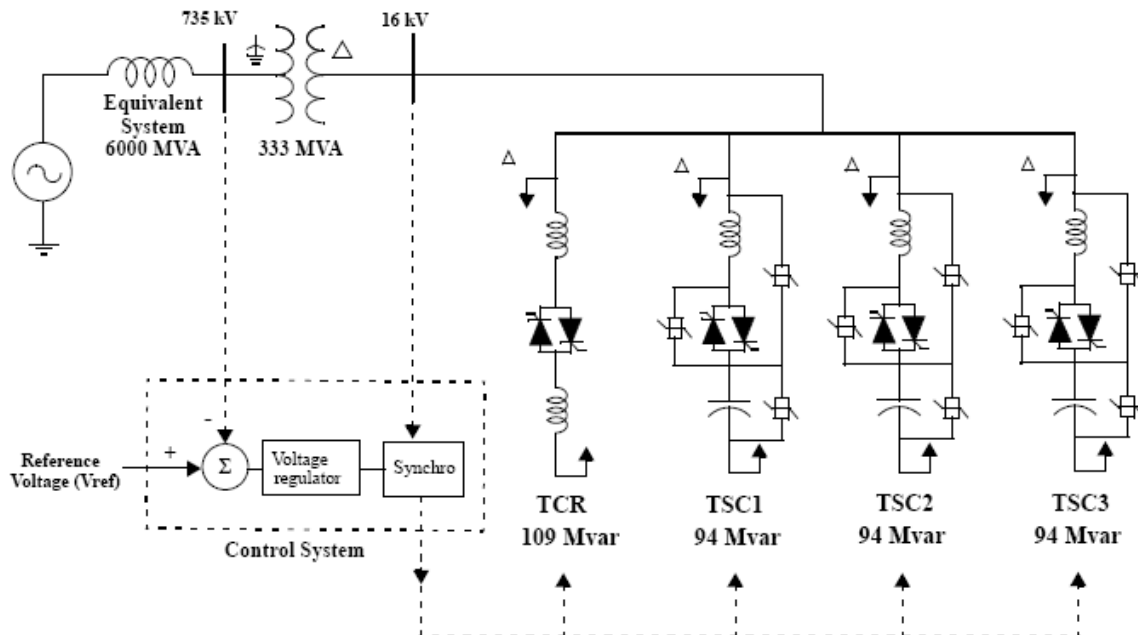 735 kV
16 kV
Δ
Equivalent
System
6000 MVA
333 MVA
Δ
Δ
Δ
Δ
-
+
Reference
Voltage (Vref)
Σ
Voltage
regulator
Synchro
Control System
TCR
109 Mvar
TSC1
94 Mvar
TSC2
94 Mvar
TSC3
94 Mvar